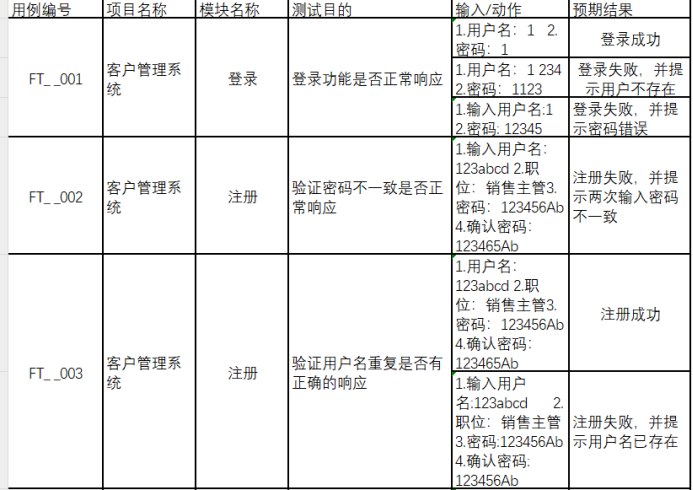 用例编号 项目名称 模块名称 测试目的 输入/动作 预期结果
FT_ _001
客户管理系
统
登录
登录功能是否正常响应
1.用户名：1 2.
密码：1
登录成功
1.用户名：1 234
2.密码：1123
登录失败，并提
示用户不存在
1.输入用户名:1
2.密码: 12345
登录失败，并提
示密码错误
FT_ _002
客户管理系
统
注册
验证密码不一致是否正
常响应
1.输入用户名：
123abcd 2.职
位：销售主管3.
密码：123456Ab
4.确认密码：
123465Ab
注册失败，并提
示两次输入密码
不一致
FT_ _003
客户管理系
统
注册
验证用户名重复是否有
正确的响应
1.用户名：
123abcd 2.职
位：销售主管3.
密码：123456Ab
4.确认密码：
123465Ab
注册成功
1.输入用户
名:123abcd 2.
职位：销售主管
3.密码:123456Ab
4.确认密码:
123456Ab
注册失败，并提
示用户名已存在